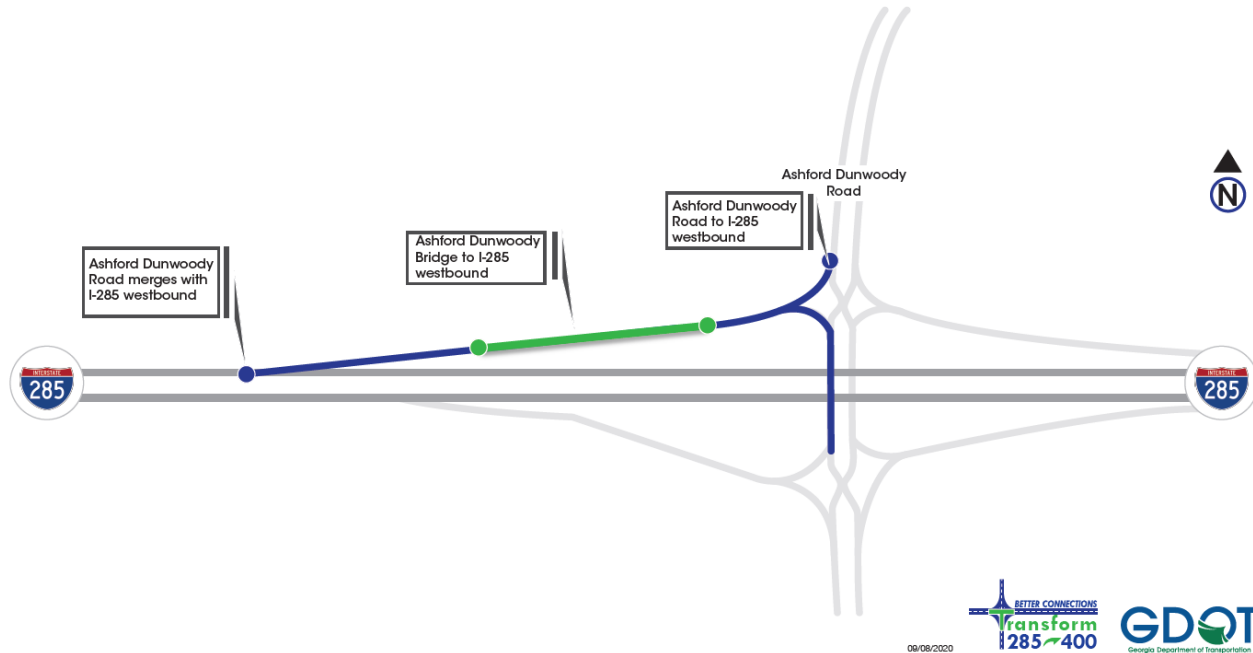 Ashford Dunwoody
Road
N
Ashford Dunwoody
Road to I-285
westbound
Ashford Dunwoody
Bridge to I-285
westbound
Ashford Dunwoody
Road merges with
I-285 westbound
INTERSTATE
285
INTERSTATE
285
BETTER CONNECTIONS
Transform
285 400
09/08/2020
GDOT
Georgia Department of Transportation